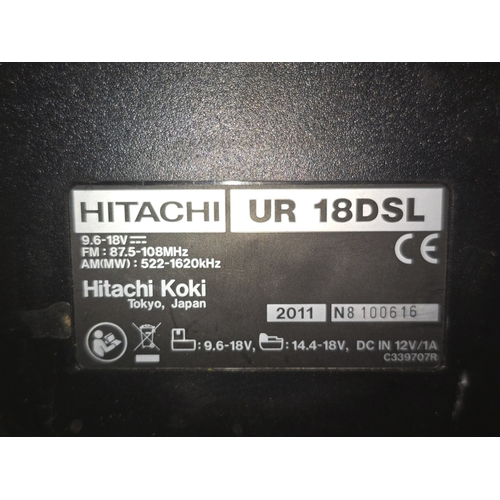 HITACHI UR 18DSL
9.6-18V⎓
FM : 87.5-108MHz
AM(MW) : 522-1620kHz
CE
Hitachi Koki
Tokyo, Japan
2011 N8 100616
: 9.6-18V, : 14.4-18V, DC IN 12V/1A
C339707R